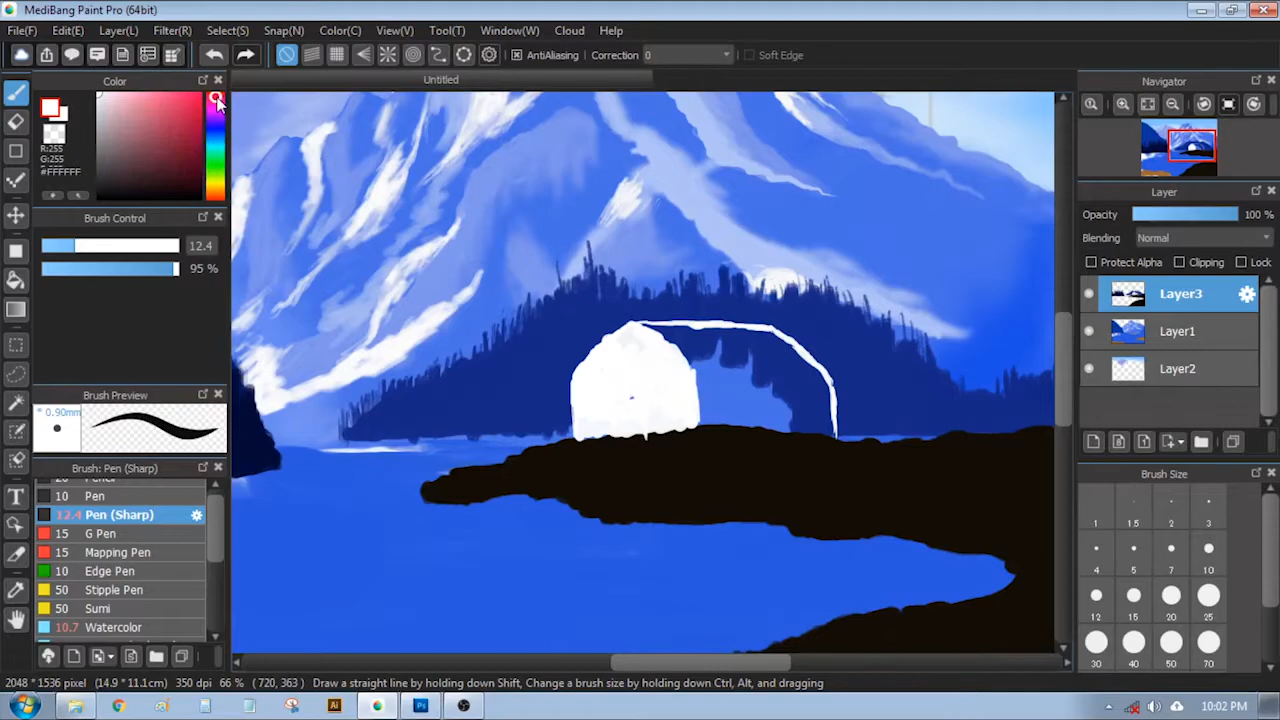 MediBang Paint Pro (64bit)
File(F) Edit(E) Layer(L) Filter(R) Select(S) Snap(N) Color(C) View(V) Tool(T) Window(W) Cloud Help
AntiAliasing Correction 0 Soft Edge
Color
Untitled
Navigator
R:255
G:255
#FFFFFF
Brush Control
12.4
95 %
Layer
Opacity 100 %
Blending Normal
Protect Alpha Clipping Lock
Layer3
Layer1
Layer2
Brush Preview
* 0.90mm
Brush: Pen (Sharp)
10 Pen
12.4 Pen (Sharp)
15 G Pen
15 Mapping Pen
10 Edge Pen
50 Stipple Pen
50 Sumi
10.7 Watercolor
Brush Size
1 1.5 2 3
4 5 7 10
12 15 20 25
30 40 50 70
2048 * 1536 pixel (14.9 * 11.1cm) 350 dpi 66 % (720, 363) Draw a straight line by holding down Shift, Change a brush size by holding down Ctrl, Alt, and dragging
Ai
Ps
10:02 PM